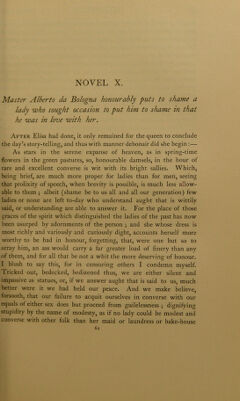 NOVEL X.
Master Alberto da Bologna honourably puts to shame a
lady who sought occasion to put him to shame in that
he was in love with her.
AFTER Elisa had done, it only remained for the queen to conclude
the day's story-telling, and thus with manner debonair did she begin:—
As stars in the serene expanse of heaven, as in spring-time
flowers in the green pastures, so, honourable damsels, in the hour of
rare and excellent converse is wit with its bright sallies. Which,
being brief, are much more proper for ladies than for men, seeing
that prolixity of speech, when brevity is possible, is much less allow-
able to them; albeit (shame be to us all and all our generation) few
ladies or none are left to-day who understand aught that is wittily
said, or understanding are able to answer it. For the place of those
graces of the spirit which distinguished the ladies of the past has now
been usurped by adornments of the person; and she whose dress is
most richly and variously and curiously dight, accounts herself more
worthy to be had in honour, forgetting, that, were one but so to
array him, an ass would carry a far greater load of finery than any
of them, and for all that be not a whit the more deserving of honour.
I blush to say this, for in censuring others I condemn myself.
Tricked out, bedecked, bedizened thus, we are either silent and
impassive as statues, or, if we answer aught that is said to us, much
better were it we had held our peace. And we make believe,
forsooth, that our failure to acquit ourselves in converse with our
equals of either sex does but proceed from guilelessness; dignifying
stupidity by the name of modesty, as if no lady could be modest and
converse with other folk than her maid or laundress or bake-house
61